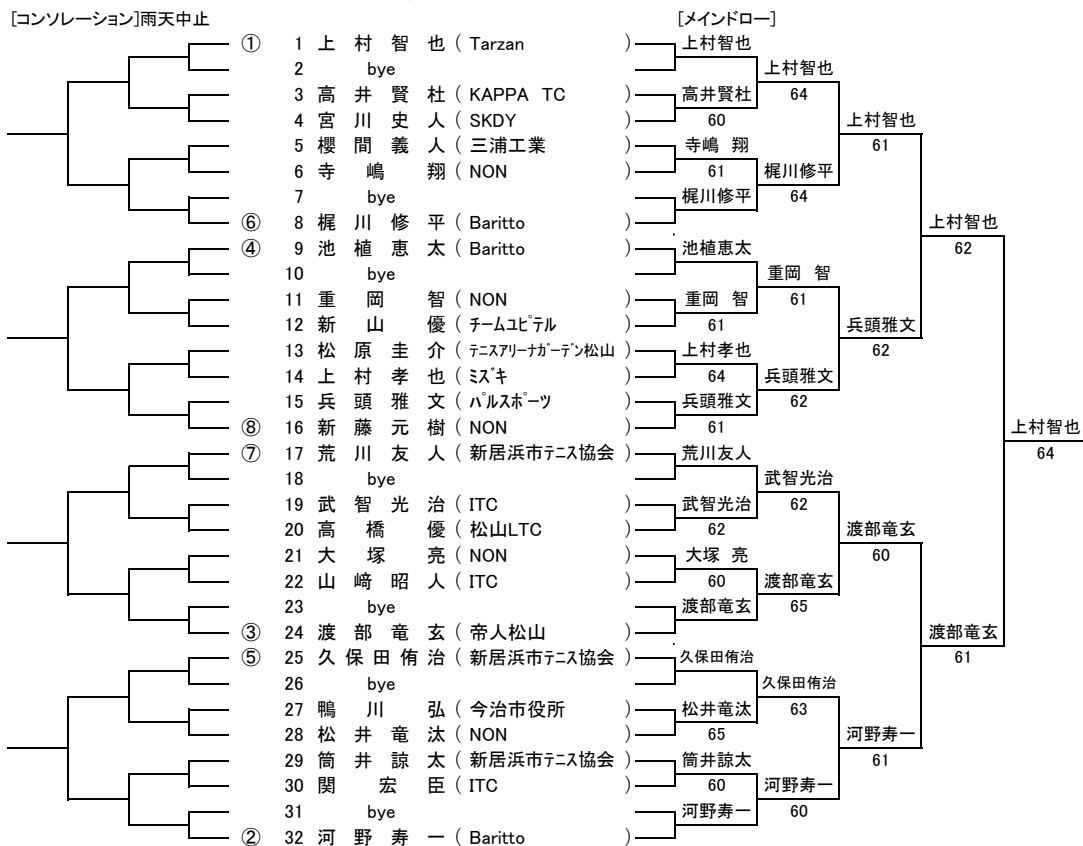 [コンソレーション]雨天中止 [メインドロー]
① 1 上村智也 ( Tarzan ) 上村智也
2 bye 上村智也
3 高井賢杜 ( KAPPA TC ) 高井賢杜 64
4 宮川史人 ( SKDY ) 60 上村智也
5 櫻間義人 ( 三浦工業 ) 寺嶋 翔 61
6 寺嶋翔 ( NON ) 61 梶川修平
7 bye 梶川修平 64
⑥ 8 梶川修平 ( Baritto ) 上村智也
④ 9 池植恵太 ( Baritto ) 池植恵太 62
10 bye 重岡 智
11 重岡智 ( NON ) 重岡 智 61
12 新山優 ( チームユピテル ) 61 兵頭雅文
13 松原圭介 ( テニスアリーナガーデン松山 ) 上村孝也 62
14 上村孝也 ( ミズキ ) 64 兵頭雅文
15 兵頭雅文 ( パルスポーツ ) 兵頭雅文 62
⑧ 16 新藤元樹 ( NON ) 61 上村智也
⑦ 17 荒川友人 ( 新居浜市テニス協会 ) 荒川友人 64
18 bye 武智光治
19 武智光治 ( ITC ) 武智光治 62
20 高橋優 ( 松山LTC ) 62 渡部竜玄
21 大塚亮 ( NON ) 大塚 亮 60
22 山﨑昭人 ( ITC ) 60 渡部竜玄
23 bye 渡部竜玄 65
③ 24 渡部竜玄 ( 帝人松山 ) 渡部竜玄
⑤ 25 久保田侑治 ( 新居浜市テニス協会 ) 久保田侑治 61
26 bye 久保田侑治
27 鴨川弘 ( 今治市役所 ) 松井竜汰 63
28 松井竜汰 ( NON ) 65 河野寿一
29 筒井諒太 ( 新居浜市テニス協会 ) 筒井諒太 61
30 関宏臣 ( ITC ) 60 河野寿一
31 bye 河野寿一 60
② 32 河野寿一 ( Baritto )